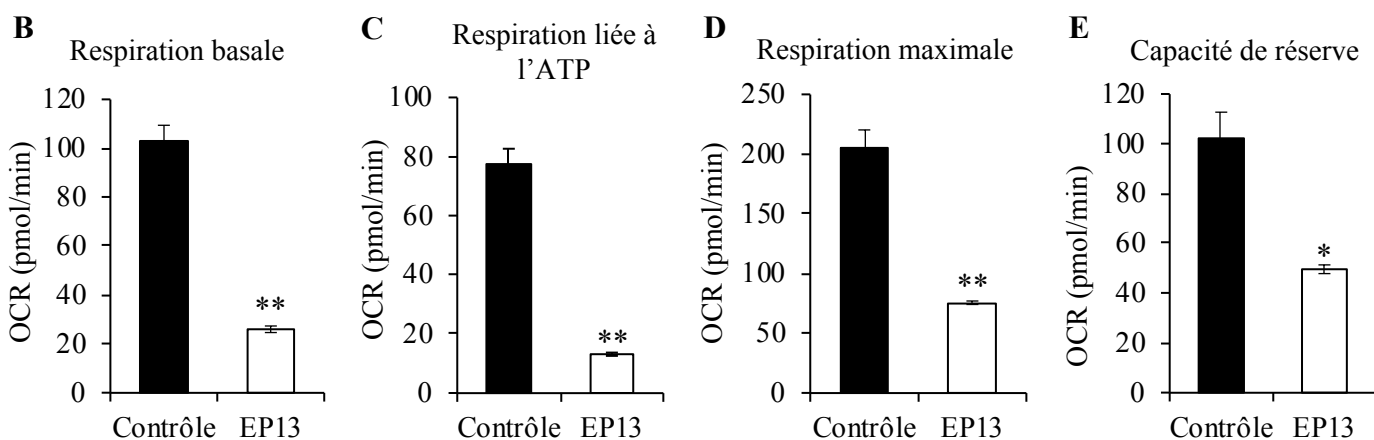 B
Respiration basale
OCR (pmol/min)
120
100
80
60
40
20
0
**
Contrôle EP13
C
Respiration liée à
l’ATP
OCR (pmol/min)
100
80
60
40
20
0
**
Contrôle EP13
D
Respiration maximale
OCR (pmol/min)
250
200
150
100
50
0
**
Contrôle EP13
E
Capacité de réserve
OCR (pmol/min)
120
100
80
60
40
20
0
*
Contrôle EP13